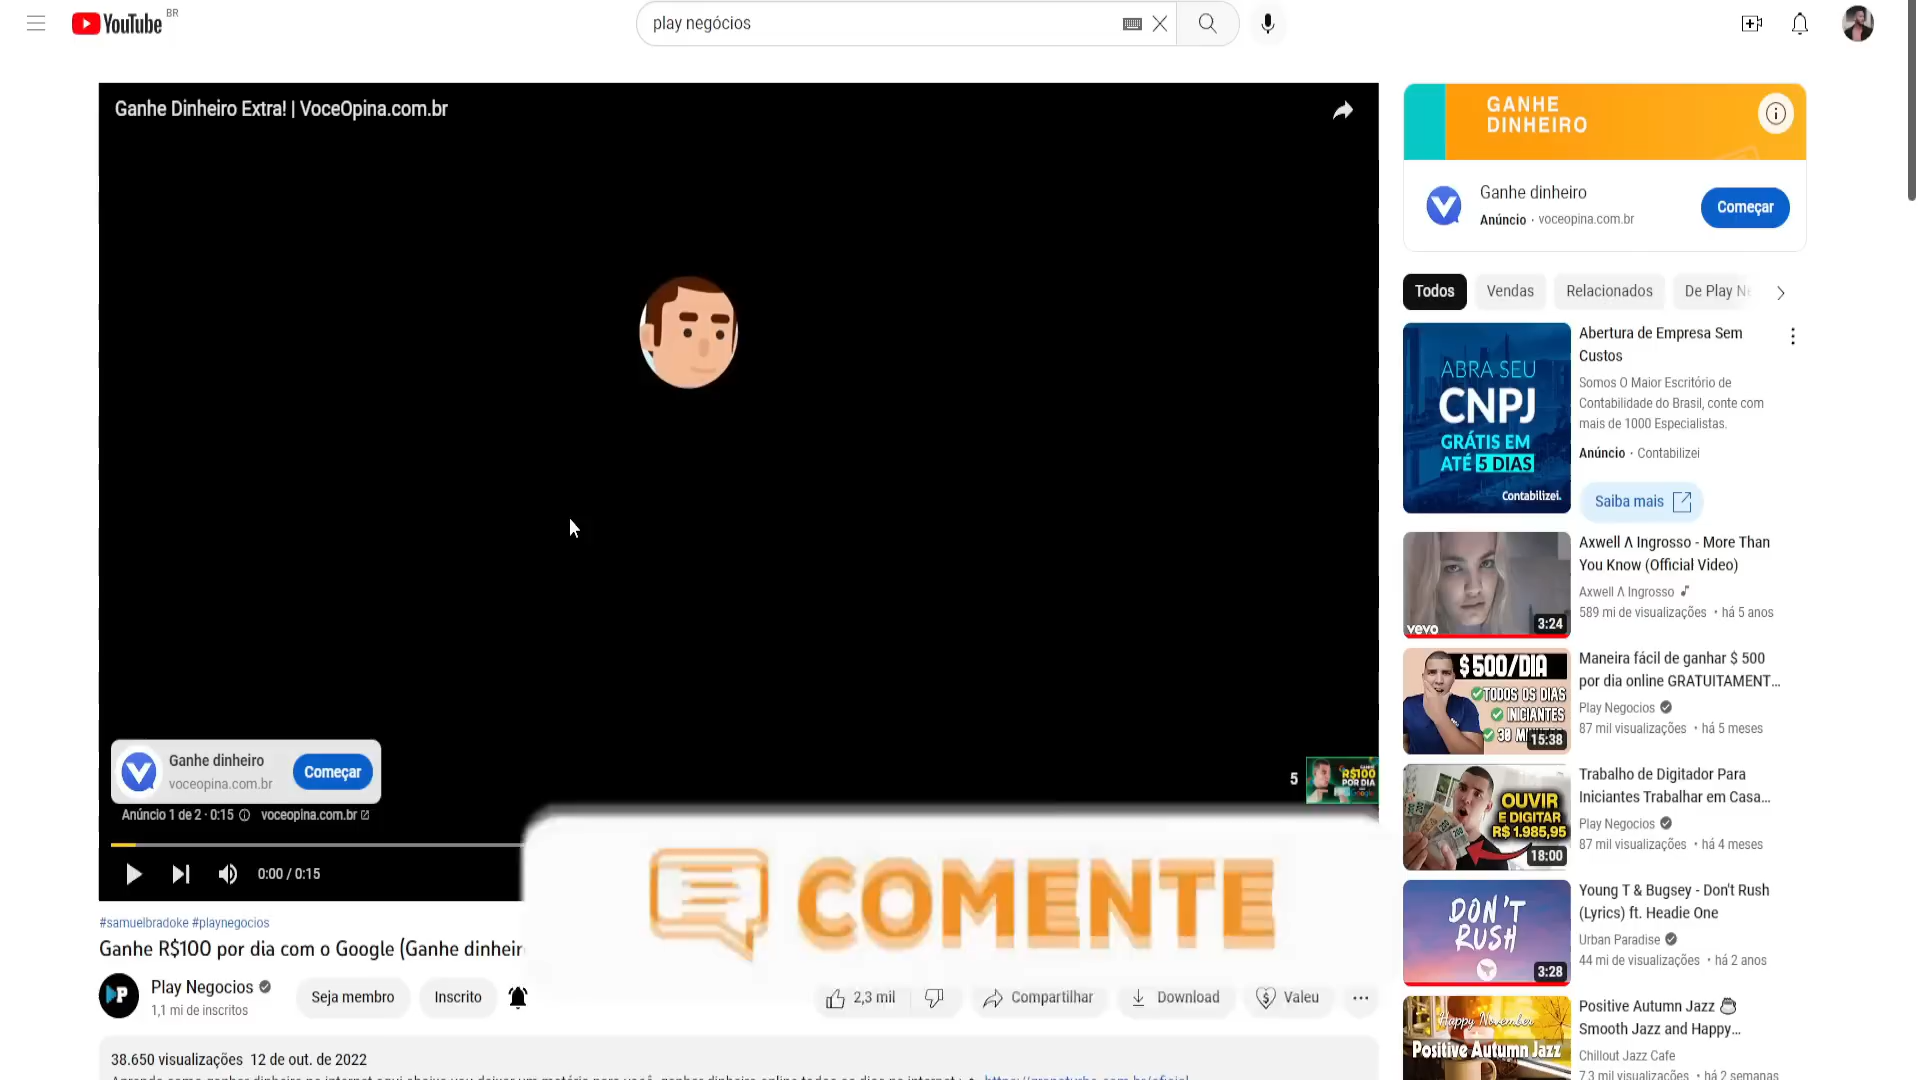 YouTube BR
play negócios
Ganhe Dinheiro Extra! | VoceOpina.com.br
Ganhe dinheiro
voceopina.com.br
Começar
5
R$100
POR DIA
Anúncio 1 de 2 · 0:15
voceopina.com.br
0:00 / 0:15
COMENTE
#samuelbradoke #playnegocios
Ganhe R$100 por dia com o Google (Ganhe
Play Negocios
1,1 mi de inscritos
Seja membro
Inscrito
2,3 mil
Compartilhar
Download
Valeu
38.650 visualizações 12 de out. de 2022
GANHE
DINHEIRO
Ganhe dinheiro
Anúncio · voceopina.com.br
Começar
Todos
Vendas
Relacionados
De Play
ABRA SEU
CNPJ
GRÁTIS EM
ATÉ 5 DIAS
Contabilizei.
Abertura de Empresa Sem
Custos
Somos O Maior Escritório de
Contabilidade do Brasil, conte com
mais de 1000 Especialistas.
Anúncio · Contabilizei
Saiba mais
vevo
3:24
Axwell Λ Ingrosso - More Than
You Know (Official Video)
Axwell Λ Ingrosso
589 mi de visualizações · há 5 anos
$500/DIA
TODOS OS DIAS
INICIANTES
15:38
Maneira fácil de ganhar $ 500
por dia online GRATUITAMENT...
Play Negocios
87 mil visualizações · há 5 meses
OUVIR
E DIGITAR
R$ 1.985,95
18:00
Trabalho de Digitador Para
Iniciantes Trabalhar em Casa...
Play Negocios
87 mil visualizações · há 4 meses
DON'T
RUSH
3:28
Young T & Bugsey - Don't Rush
(Lyrics) ft. Headie One
Urban Paradise
44 mi de visualizações · há 2 anos
Happy November
Positive Autumn Jazz
Positive Autumn Jazz
Smooth Jazz and Happy...
Chillout Jazz Cafe
7,3 mil visualizações · há 2 semanas